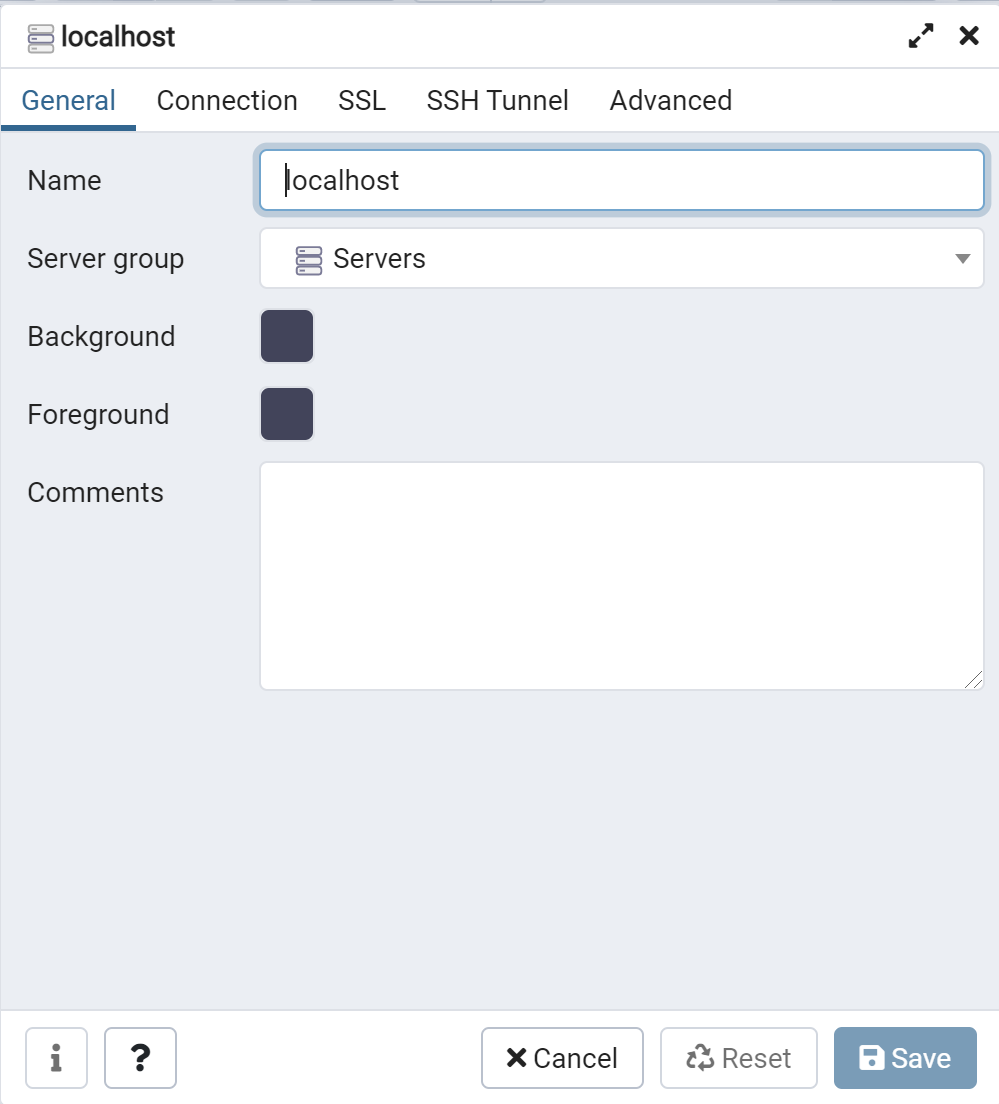 localhost
General Connection SSL SSH Tunnel Advanced
Name localhost
Server group Servers
Background
Foreground
Comments
i ? Cancel Reset Save